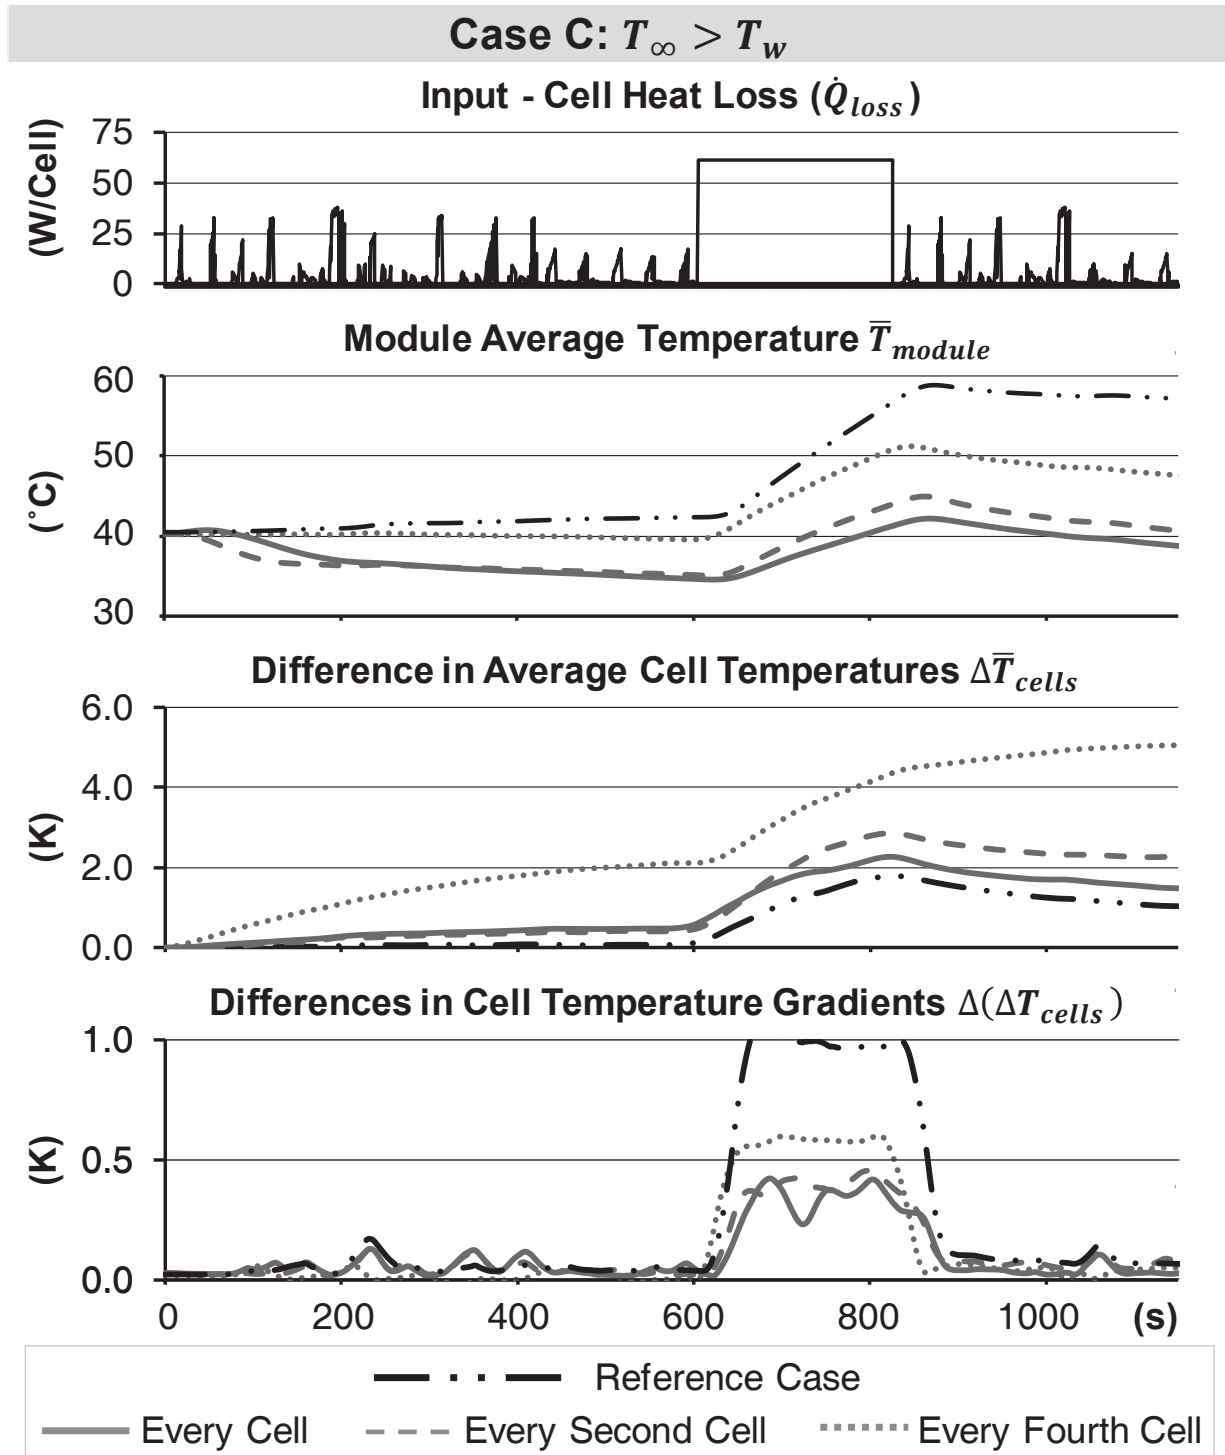 Case C: T∞ > Tw
Input - Cell Heat Loss (Q̇loss)
(W/Cell)
75
50
25
0
Module Average Temperature T̅module
(˚C)
60
50
40
30
Difference in Average Cell Temperatures ΔT̅cells
(K)
6.0
4.0
2.0
0.0
Differences in Cell Temperature Gradients Δ(ΔTcells)
(K)
1.0
0.5
0.0
0 200 400 600 800 1000 (s)
Reference Case
Every Cell Every Second Cell Every Fourth Cell